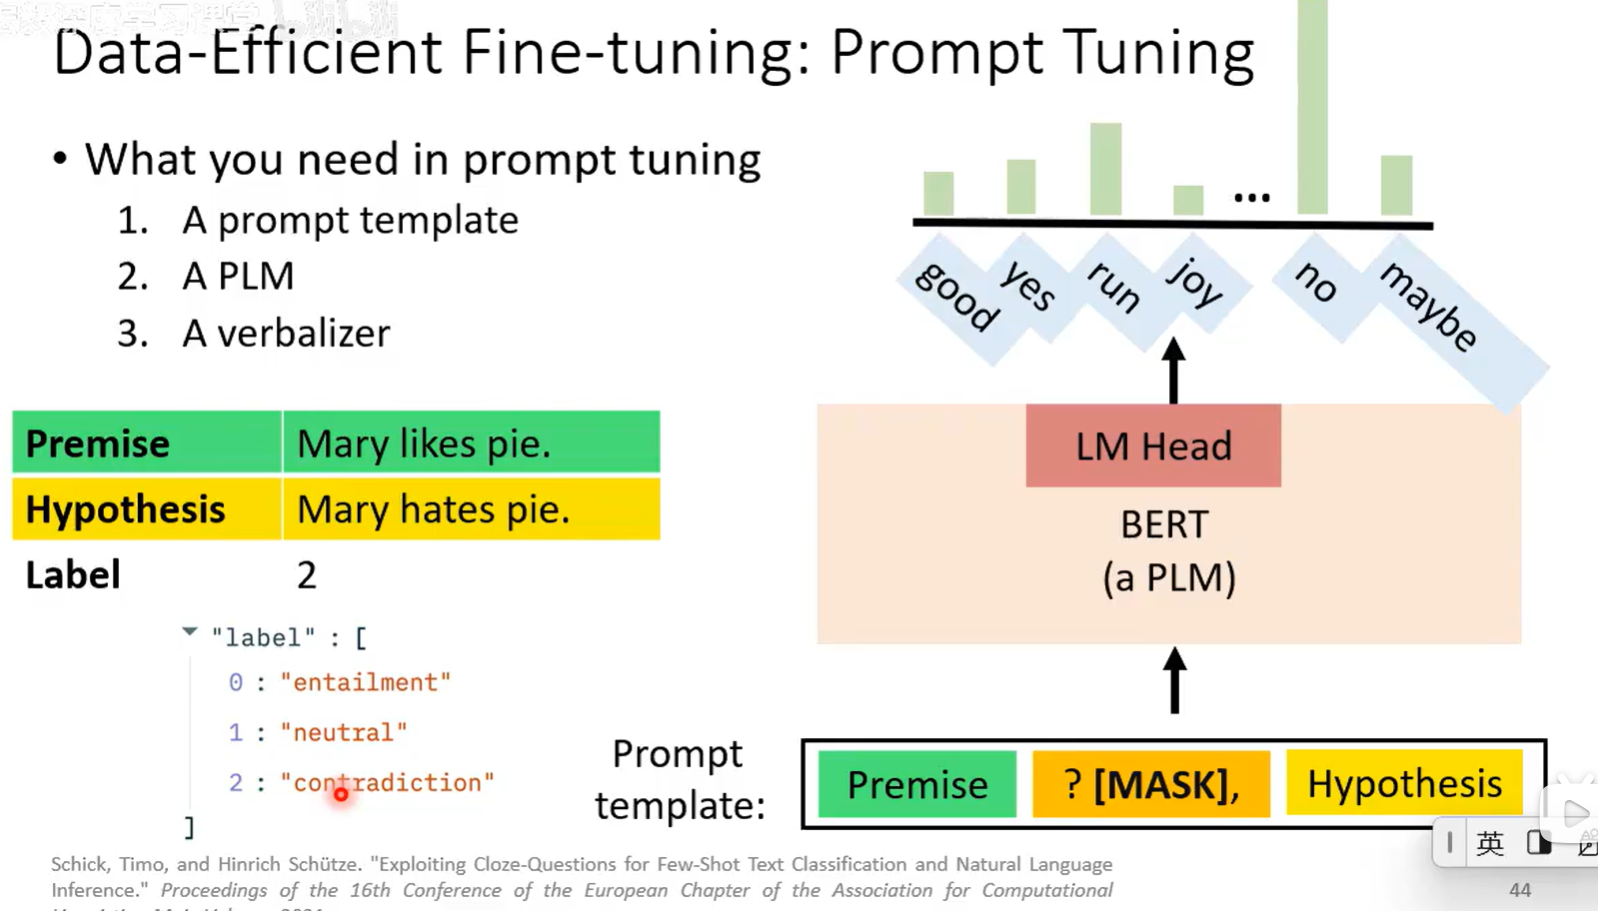 Data-Efficient Fine-tuning: Prompt Tuning
• What you need in prompt tuning
1. A prompt template
2. A PLM
3. A verbalizer
Premise Mary likes pie.
Hypothesis Mary hates pie.
Label 2
"label" : [
0 : "entailment"
1 : "neutral"
2 : "contradiction"
]
...
good yes run joy no maybe
LM Head
BERT
(a PLM)
Prompt
template:
Premise ? [MASK], Hypothesis
英
Schick, Timo, and Hinrich Schütze. "Exploiting Cloze-Questions for Few-Shot Text Classification and Natural Language
Inference." Proceedings of the 16th Conference of the European Chapter of the Association for Computational
44